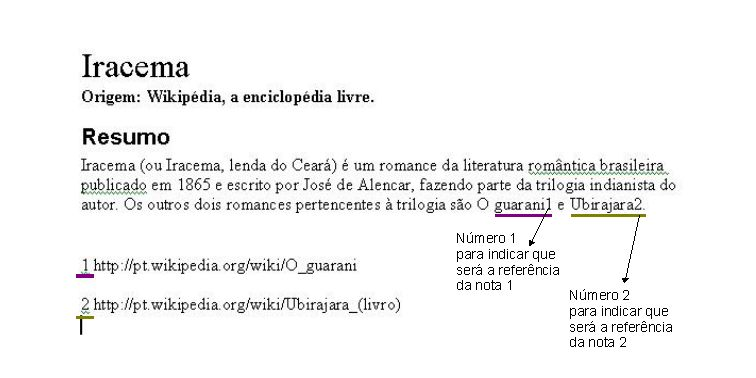 Iracema
Origem: Wikipédia, a enciclopédia livre.
Resumo
Iracema (ou Iracema, lenda do Ceará) é um romance da literatura romântica brasileira
publicado em 1865 e escrito por José de Alencar, fazendo parte da trilogia indianista do
autor. Os outros dois romances pertencentes à trilogia são O guarani1 e Ubirajara2.
1 http://pt.wikipedia.org/wiki/O_guarani
2 http://pt.wikipedia.org/wiki/Ubirajara_(livro)
Número 1
para indicar que
será a referência
da nota 1
Número 2
para indicar que
será a referência
da nota 2